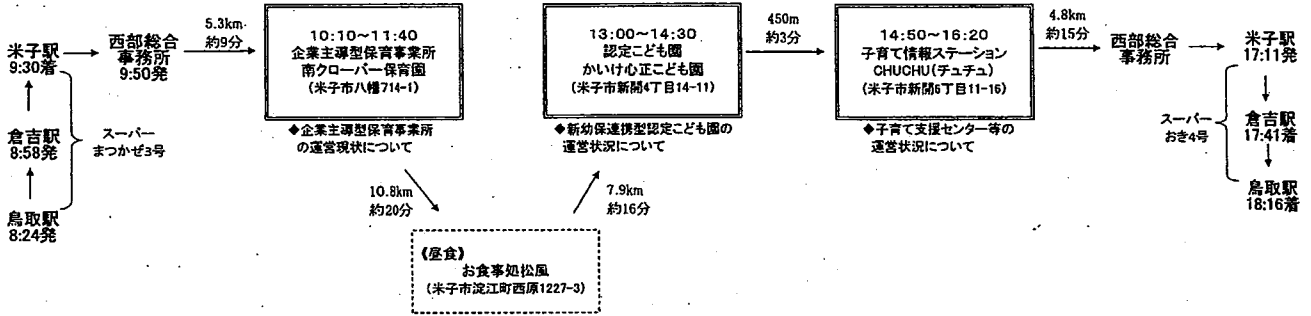 米子駅
9:30着
倉吉駅
8:58発
鳥取駅
8:24発
スーパー
まつかぜ3号
西部総合
事務所
9:50発
5.3km
約9分
10:10～11:40
企業主導型保育事業所
南クローバー保育園
(米子市八幡714-1)
◆企業主導型保育事業所
の運営現状について
10.8km
約20分
《昼食》
お食事処松風
(米子市淀江町西原1227-3)
7.9km
約16分
13:00～14:30
認定こども園
かいけ心正こども園
(米子市新開4丁目14-11)
◆新幼保連携型認定こども園の
運営状況について
450m
約3分
14:50～16:20
子育て情報ステーション
CHUCHU(チュチュ)
(米子市新開6丁目11-16)
◆子育て支援センター等の
運営状況について
4.8km
約15分
西部総合
事務所
米子駅
17:11発
倉吉駅
17:41着
鳥取駅
18:16着
スーパー
おき4号